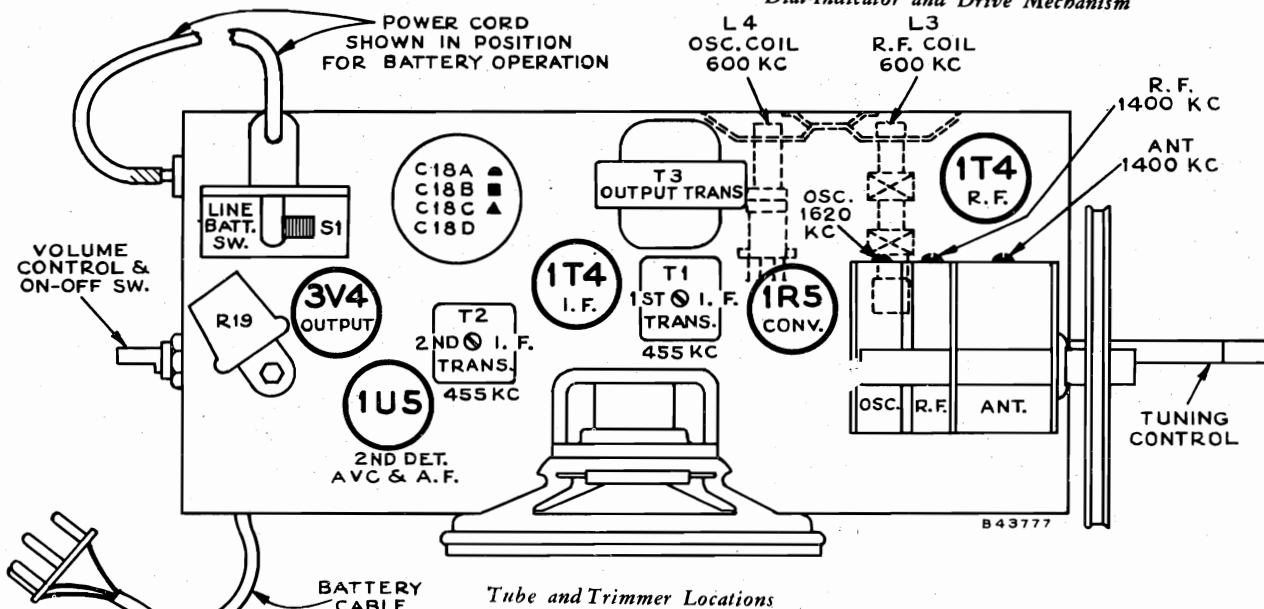 Dial-Indicator and Drive Mechanism
POWER CORD
SHOWN IN POSITION
FOR BATTERY OPERATION
L4
OSC. COIL
600 KC
L3
R.F. COIL
600 KC
R.F.
1400 KC
ANT
1400 KC
C18A
C18B
C18C
C18D
T3
OUTPUT TRANS
1T4
R.F.
OSC.
1620
KC
LINE
BATT.
SW.
S1
VOLUME
CONTROL &
ON-OFF SW.
R19
3V4
OUTPUT
1T4
I.F.
T1
1ST I.F.
TRANS.
455 KC
1R5
CONV.
T2
2ND I.F.
TRANS.
455 KC
1U5
2ND DET.
AVC & A.F.
OSC.
R.F.
ANT.
TUNING
CONTROL
B43777
BATTERY
CABLE
Tube and Trimmer Locations